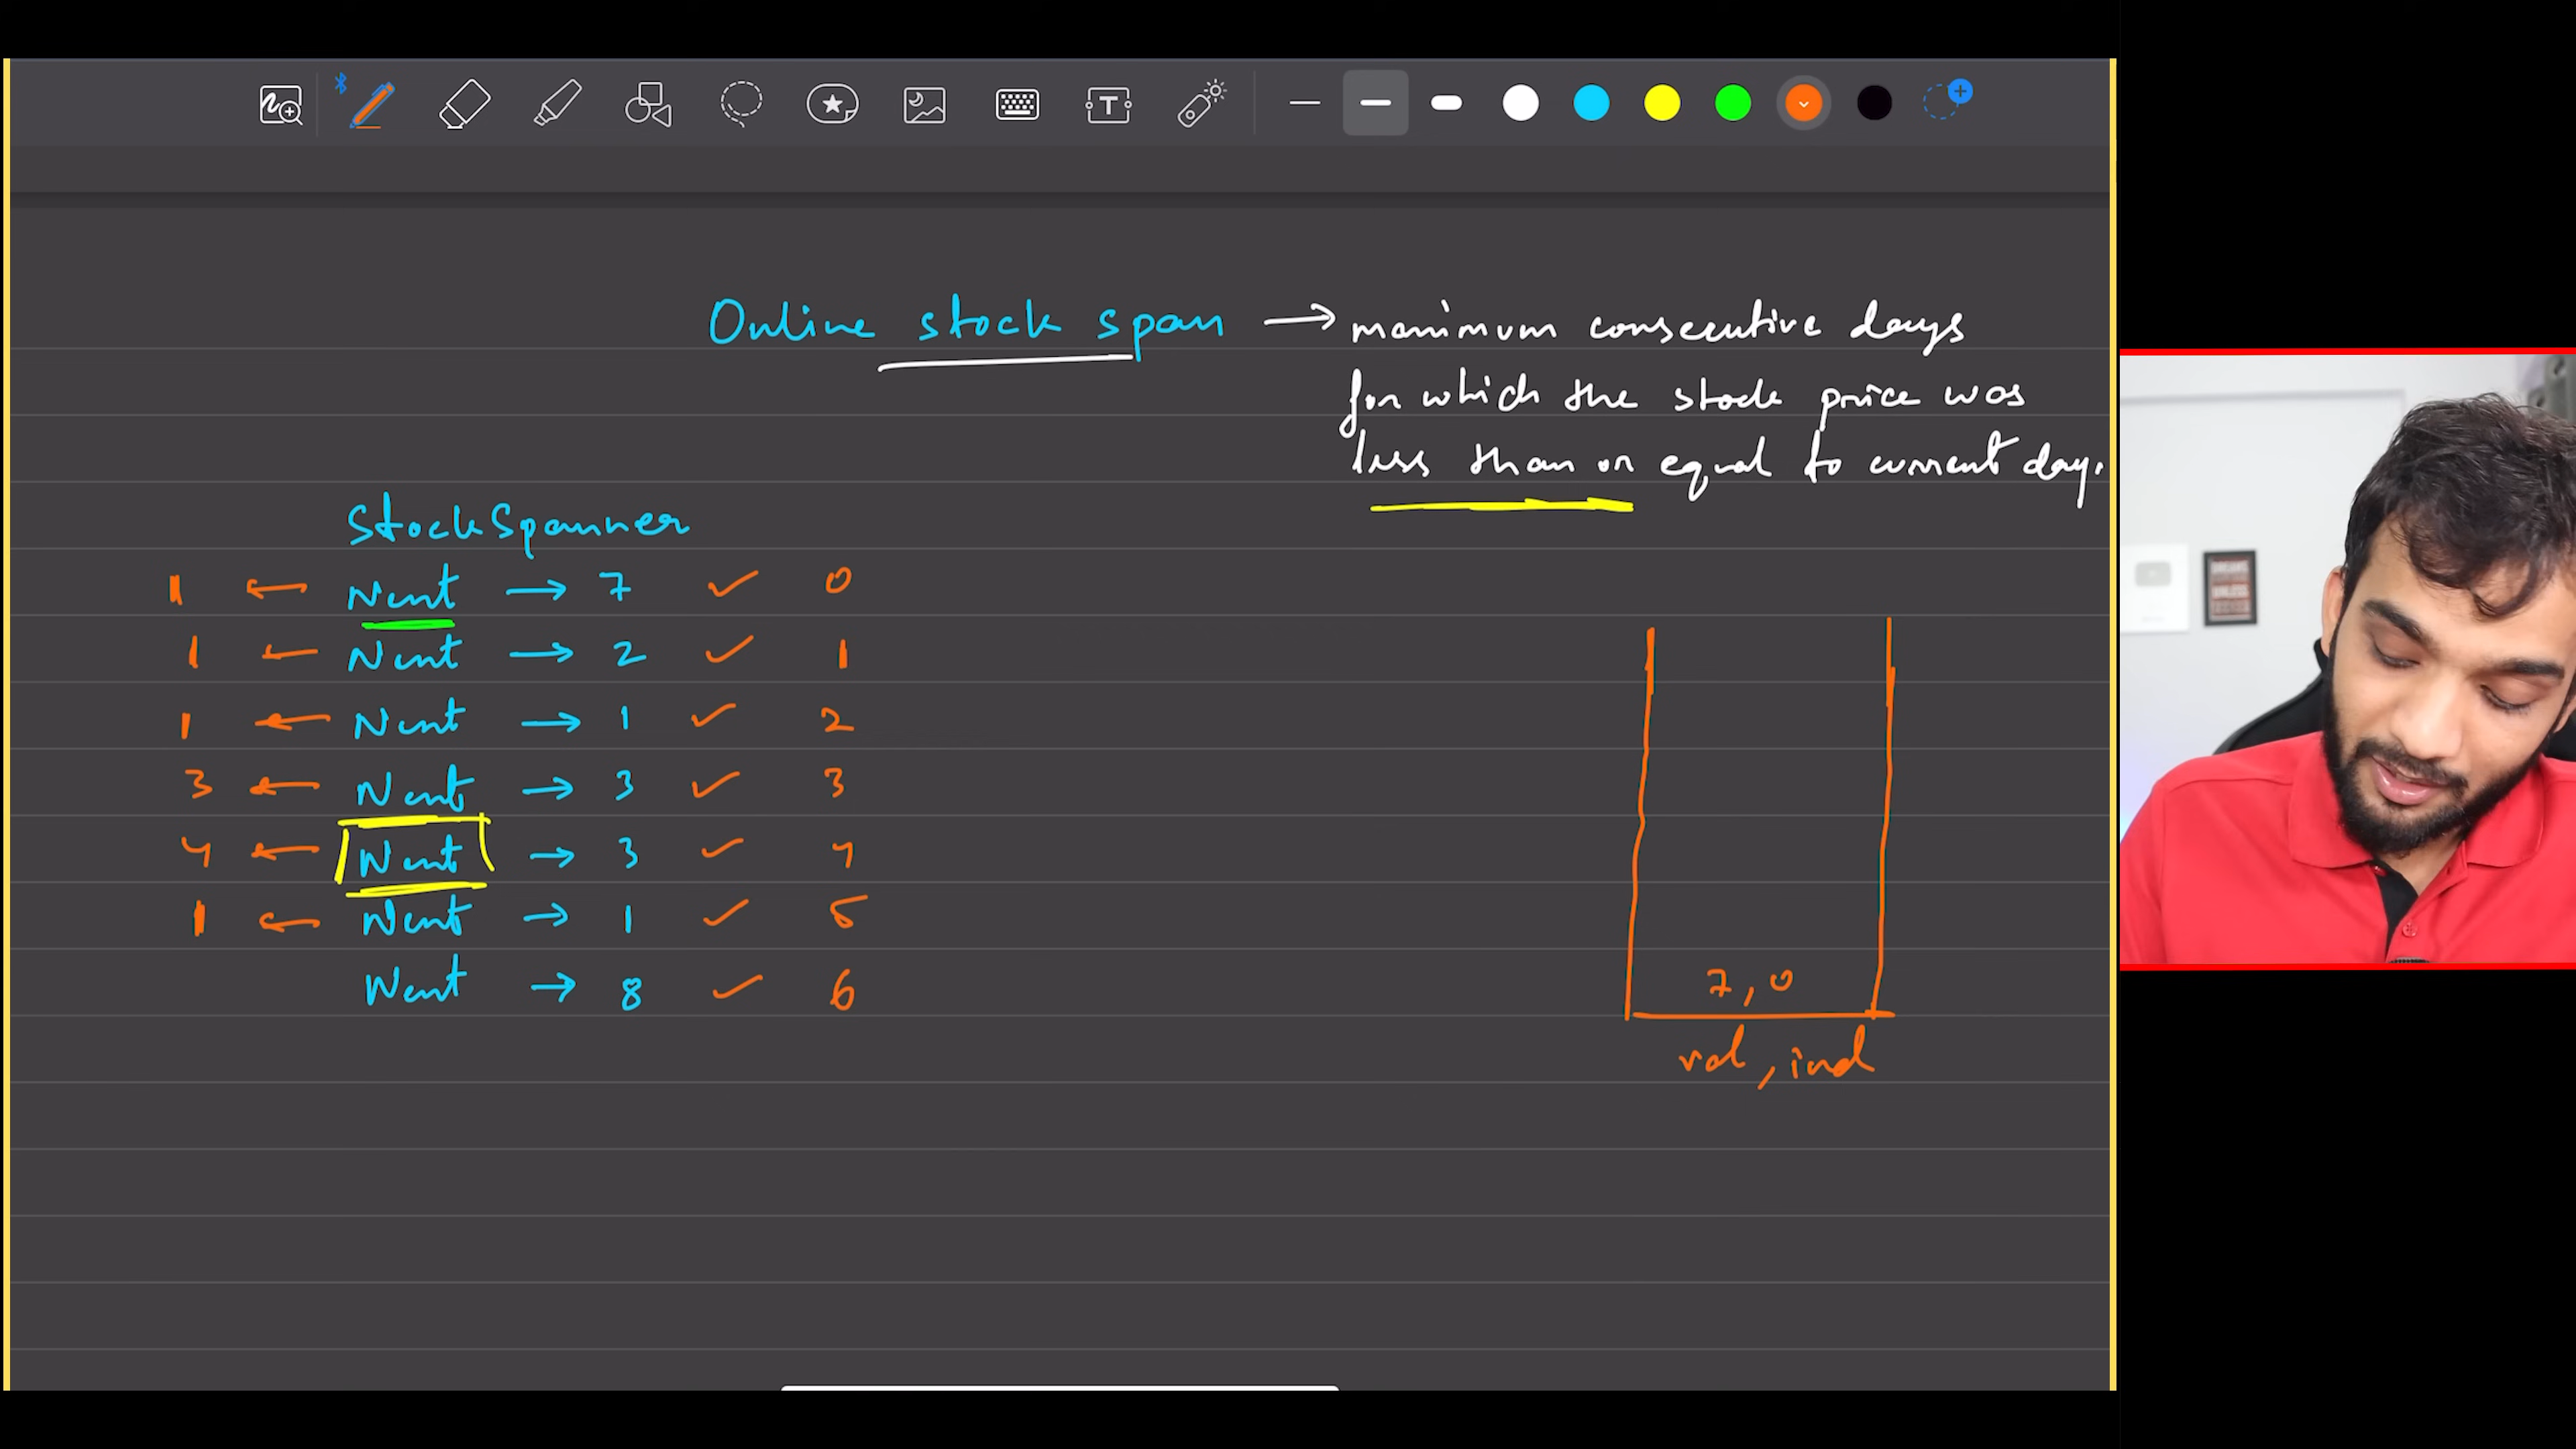 Online stock span → maximum consecutive days
for which the stock price was
less than or equal to current day.
StockSpanner
1 ← Next → 7 ✓ 0
1 ← Next → 2 ✓ 1
1 ← Next → 1 ✓ 2
3 ← Next → 3 ✓ 3
4 ← Next → 3 ✓ 4
1 ← Next → 1 ✓ 5
Next → 8 ✓ 6
7, 0
val, ind